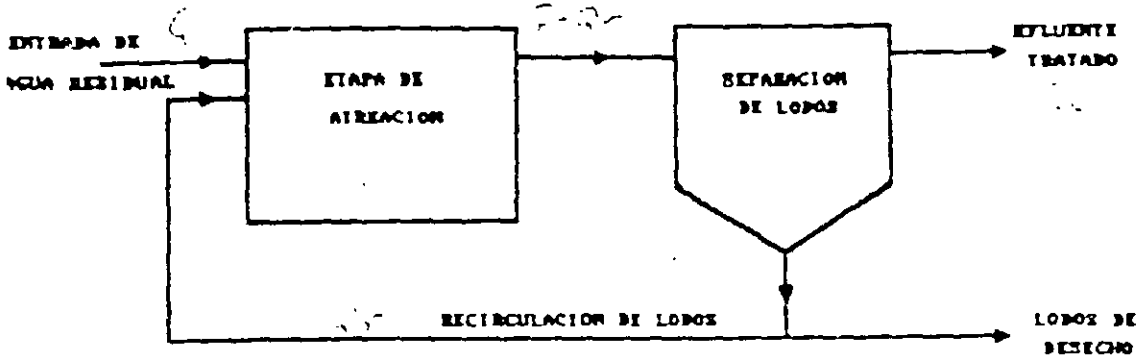 ENTRADA DE
AGUA RESIDUAL
ETAPA DE
AIREACION
SEPARACION
DE LODOS
EFLUENTE
TRATADO
RECIRCULACION DE LODOS
LODOS DE
DESECHO